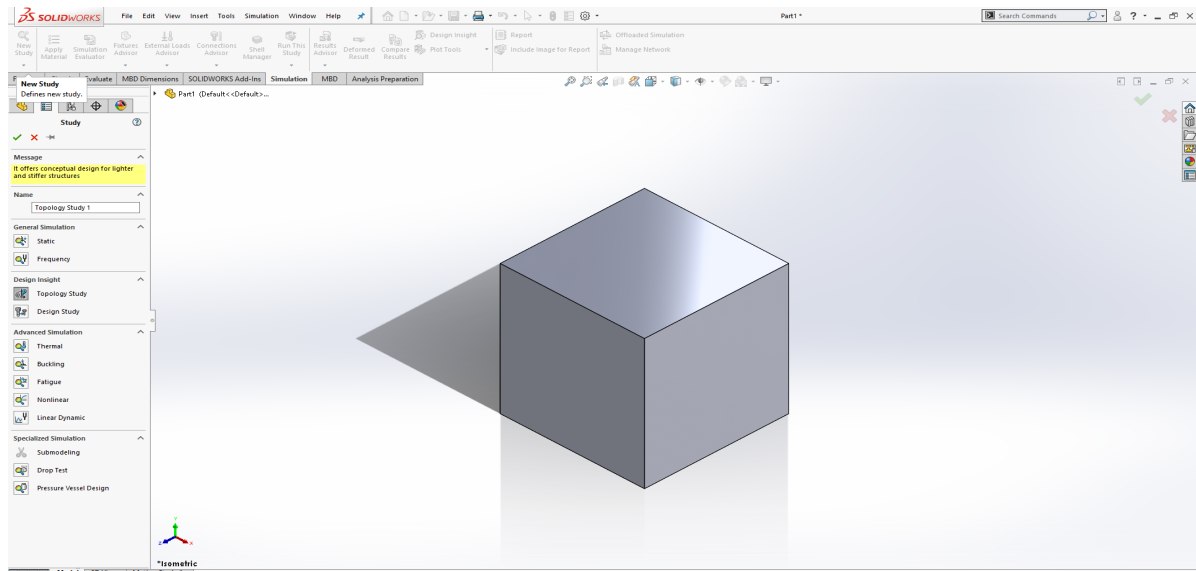 SOLIDWORKS File Edit View Insert Tools Simulation Window Help Part1 * Search Commands ?
New Study
Apply Material
Simulation Evaluator
Fixtures Advisor
External Loads Advisor
Connections Advisor
Shell Manager
Run This Study
Results Advisor
Deformed Result
Compare Results
Design Insight
Plot Tools
Report
Include Image for Report
Offloaded Simulation
Manage Network
Evaluate MBD Dimensions SOLIDWORKS Add-Ins Simulation MBD Analysis Preparation
New Study
Defines new study.
Part1 (Default<<Default>...
Study
Message
It offers conceptual design for lighter
and stiffer structures
Name
Topology Study 1
General Simulation
Static
Frequency
Design Insight
Topology Study
Design Study
Advanced Simulation
Thermal
Buckling
Fatigue
Nonlinear
Linear Dynamic
Specialized Simulation
Submodeling
Drop Test
Pressure Vessel Design
Y
Z X
*Isometric